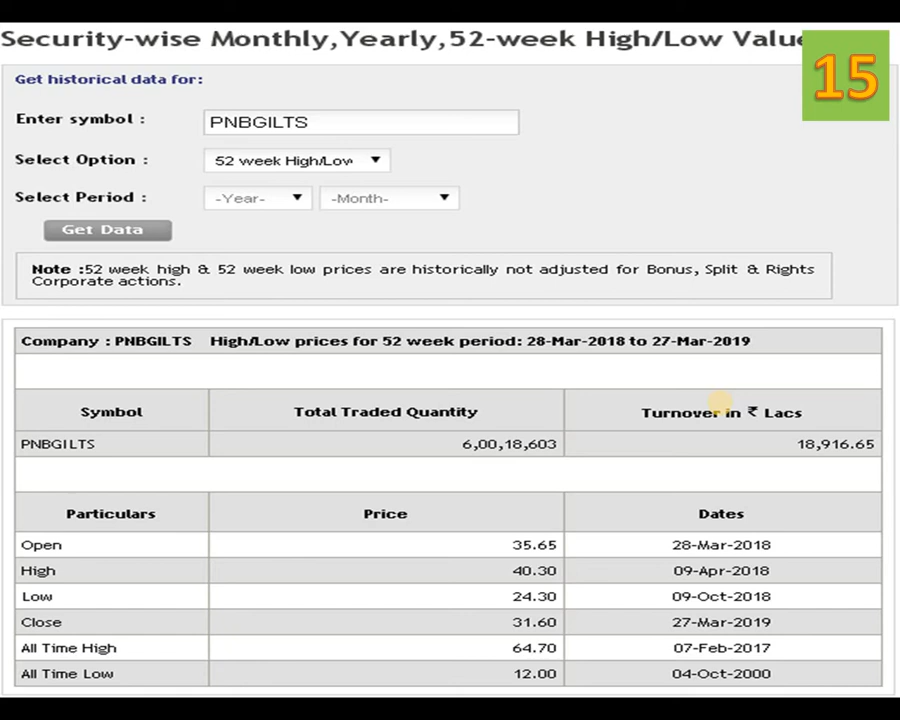 Security-wise Monthly,Yearly,52-week High/Low Value
15
Get historical data for:
Enter symbol : PNBGILTS
Select Option : 52 week High/Low
Select Period : -Year- -Month-
Get Data
Note :52 week high & 52 week low prices are historically not adjusted for Bonus, Split & Rights
Corporate actions.
Company : PNBGILTS High/Low prices for 52 week period: 28-Mar-2018 to 27-Mar-2019
Symbol Total Traded Quantity Turnover in ₹ Lacs
PNBGILTS 6,00,18,603 18,916.65
Particulars Price Dates
Open 35.65 28-Mar-2018
High 40.30 09-Apr-2018
Low 24.30 09-Oct-2018
Close 31.60 27-Mar-2019
All Time High 64.70 07-Feb-2017
All Time Low 12.00 04-Oct-2000